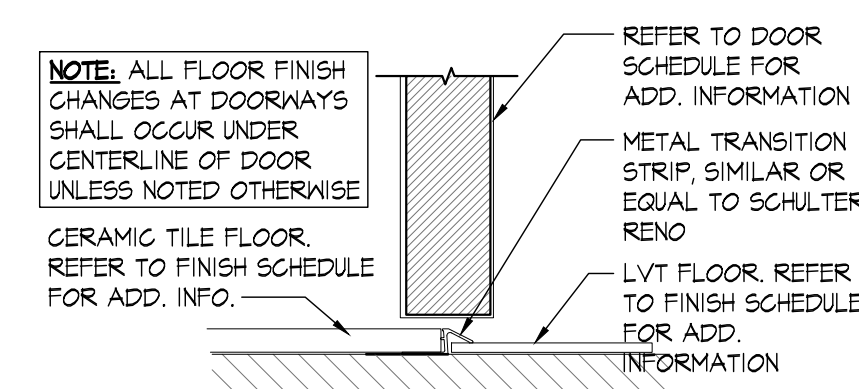 NOTE: ALL FLOOR FINISH
CHANGES AT DOORWAYS
SHALL OCCUR UNDER
CENTERLINE OF DOOR
UNLESS NOTED OTHERWISE
CERAMIC TILE FLOOR.
REFER TO FINISH SCHEDULE
FOR ADD. INFO.
REFER TO DOOR
SCHEDULE FOR
ADD. INFORMATION
METAL TRANSITION
STRIP, SIMILAR OR
EQUAL TO SCHULTER
RENO
LVT FLOOR. REFER
TO FINISH SCHEDULE
FOR ADD.
INFORMATION